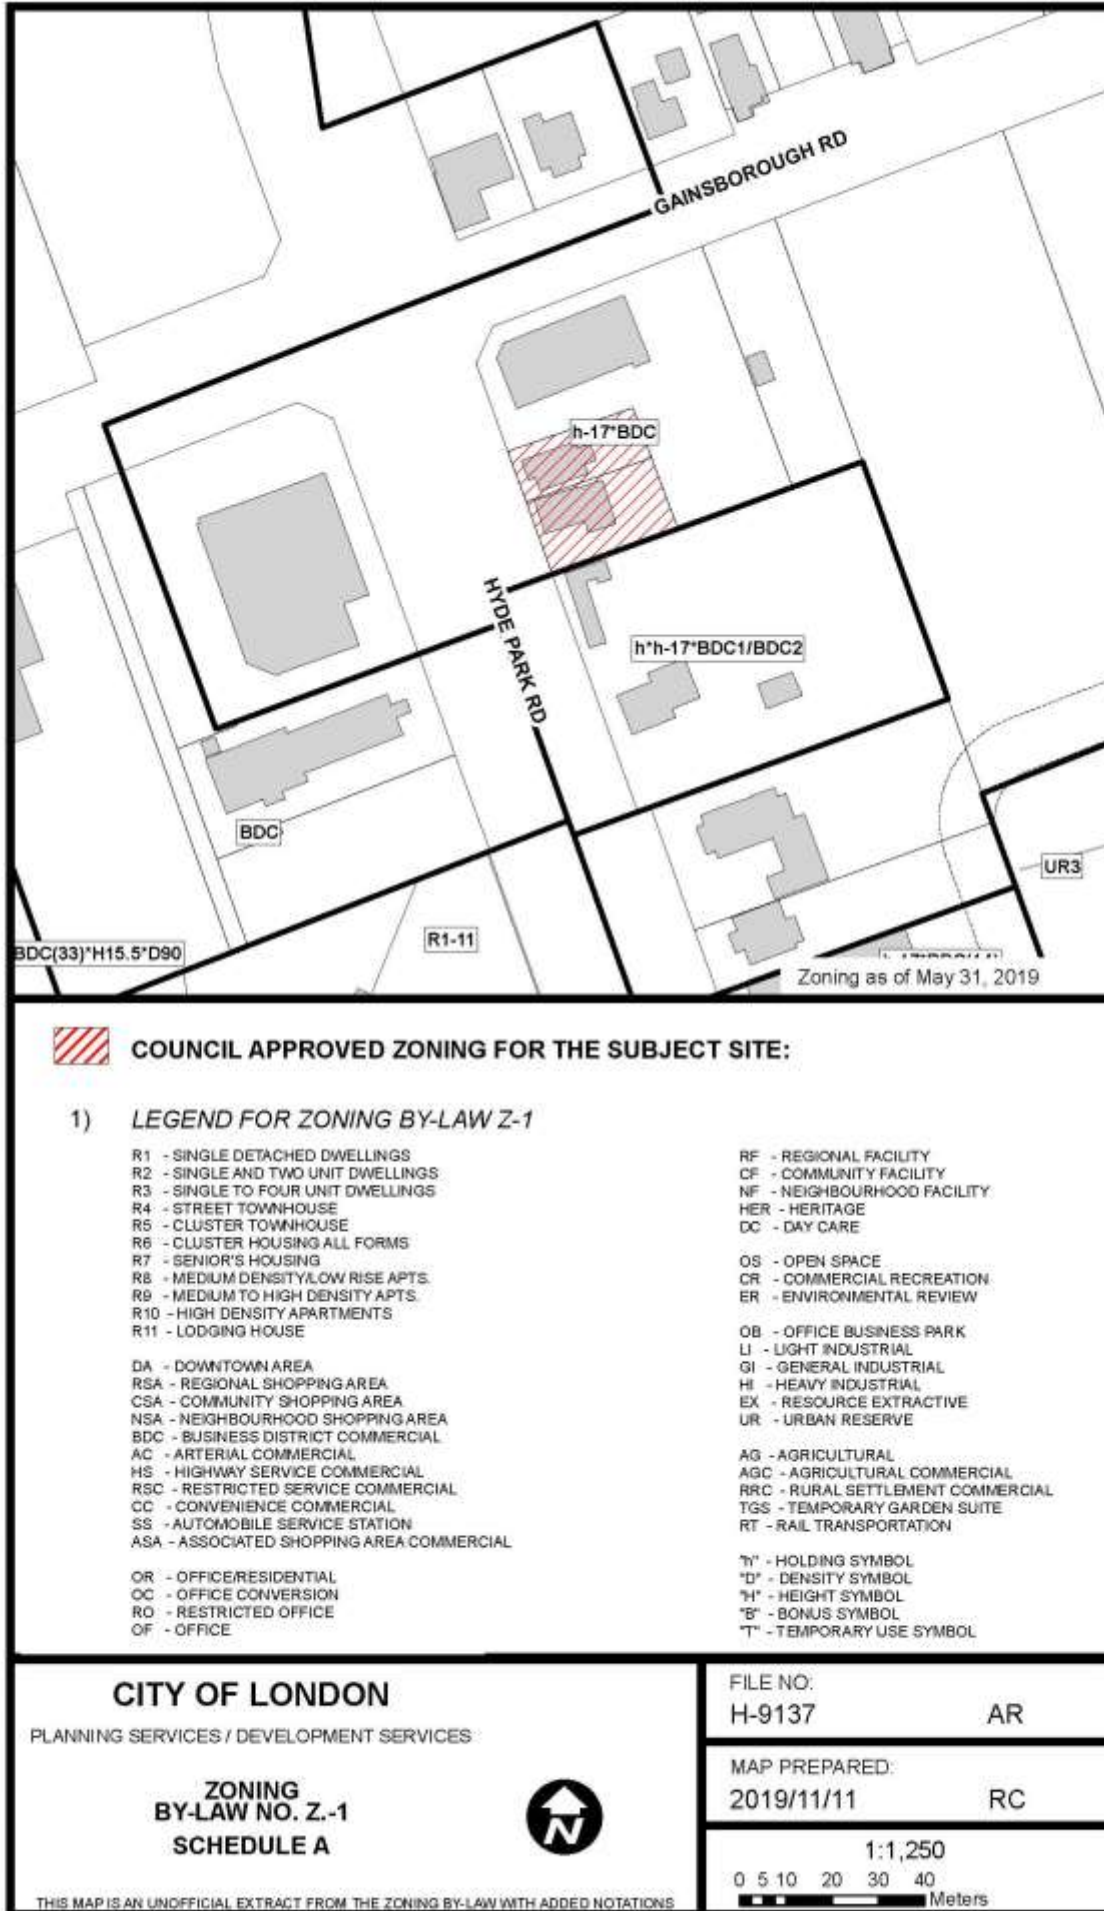 GAINSBOROUGH RD
h-17*BDC
HYDE PARK RD
h*h-17*BDC1/BDC2
BDC
UR3
R1-11
BDC(33)*H15.5*D90
Zoning as of May 31, 2019
COUNCIL APPROVED ZONING FOR THE SUBJECT SITE:
1) LEGEND FOR ZONING BY-LAW Z-1
R1 - SINGLE DETACHED DWELLINGS
R2 - SINGLE AND TWO UNIT DWELLINGS
R3 - SINGLE TO FOUR UNIT DWELLINGS
R4 - STREET TOWNHOUSE
R5 - CLUSTER TOWNHOUSE
R6 - CLUSTER HOUSING ALL FORMS
R7 - SENIOR'S HOUSING
R8 - MEDIUM DENSITY/LOW RISE APTS.
R9 - MEDIUM TO HIGH DENSITY APTS.
R10 - HIGH DENSITY APARTMENTS
R11 - LODGING HOUSE
DA - DOWNTOWN AREA
RSA - REGIONAL SHOPPING AREA
CSA - COMMUNITY SHOPPING AREA
NSA - NEIGHBOURHOOD SHOPPING AREA
BDC - BUSINESS DISTRICT COMMERCIAL
AC - ARTERIAL COMMERCIAL
HS - HIGHWAY SERVICE COMMERCIAL
RSC - RESTRICTED SERVICE COMMERCIAL
CC - CONVENIENCE COMMERCIAL
SS - AUTOMOBILE SERVICE STATION
ASA - ASSOCIATED SHOPPING AREA COMMERCIAL
OR - OFFICE/RESIDENTIAL
OC - OFFICE CONVERSION
RO - RESTRICTED OFFICE
OF - OFFICE
RF - REGIONAL FACILITY
CF - COMMUNITY FACILITY
NF - NEIGHBOURHOOD FACILITY
HER - HERITAGE
DC - DAY CARE
OS - OPEN SPACE
CR - COMMERCIAL RECREATION
ER - ENVIRONMENTAL REVIEW
OB - OFFICE BUSINESS PARK
LI - LIGHT INDUSTRIAL
GI - GENERAL INDUSTRIAL
HI - HEAVY INDUSTRIAL
EX - RESOURCE EXTRACTIVE
UR - URBAN RESERVE
AG - AGRICULTURAL
AGC - AGRICULTURAL COMMERCIAL
RRC - RURAL SETTLEMENT COMMERCIAL
TGS - TEMPORARY GARDEN SUITE
RT - RAIL TRANSPORTATION
"h" - HOLDING SYMBOL
"D" - DENSITY SYMBOL
"H" - HEIGHT SYMBOL
"B" - BONUS SYMBOL
"T" - TEMPORARY USE SYMBOL
CITY OF LONDON
PLANNING SERVICES / DEVELOPMENT SERVICES
ZONING
BY-LAW NO. Z.-1
SCHEDULE A
N
THIS MAP IS AN UNOFFICIAL EXTRACT FROM THE ZONING BY-LAW WITH ADDED NOTATIONS
FILE NO:
H-9137 AR
MAP PREPARED:
2019/11/11 RC
1:1,250
0 5 10 20 30 40
Meters